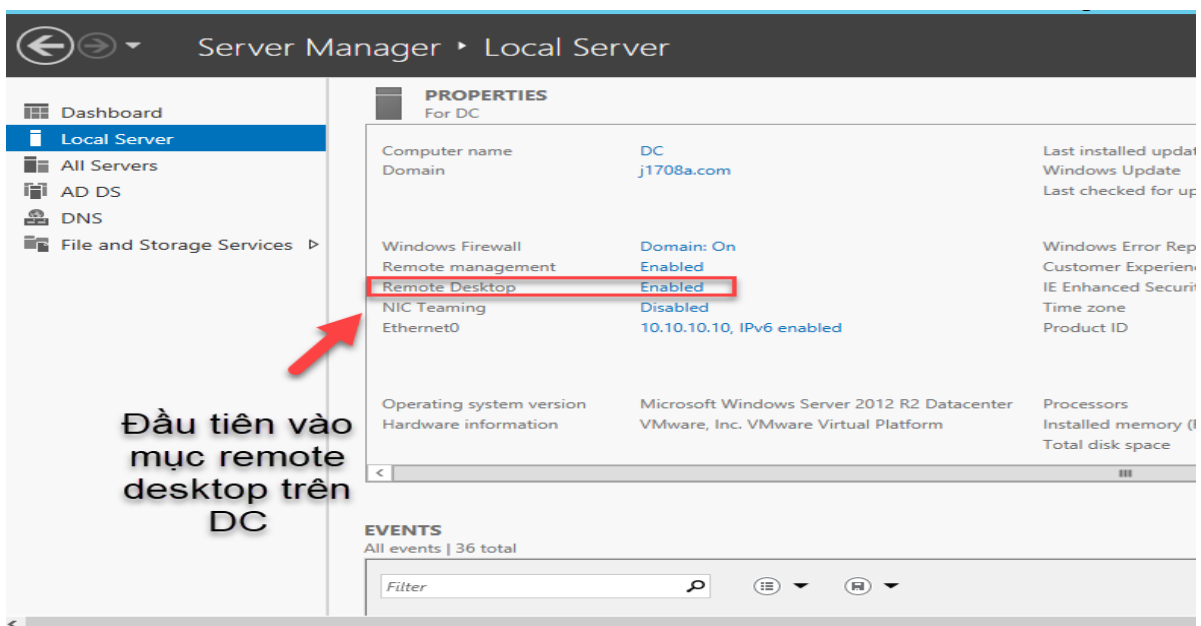 Server Manager ‣ Local Server
Dashboard
Local Server
All Servers
AD DS
DNS
File and Storage Services
PROPERTIES
For DC
Computer name DC Last installed updat
Domain j1708a.com Windows Update
Last checked for up
Windows Firewall Domain: On Windows Error Rep
Remote management Enabled Customer Experienc
Remote Desktop Enabled IE Enhanced Securit
NIC Teaming Disabled Time zone
Ethernet0 10.10.10.10, IPv6 enabled Product ID
Operating system version Microsoft Windows Server 2012 R2 Datacenter Processors
Hardware information VMware, Inc. VMware Virtual Platform Installed memory (
Total disk space
Đầu tiên vào
mục remote
desktop trên
DC
EVENTS
All events | 36 total
Filter